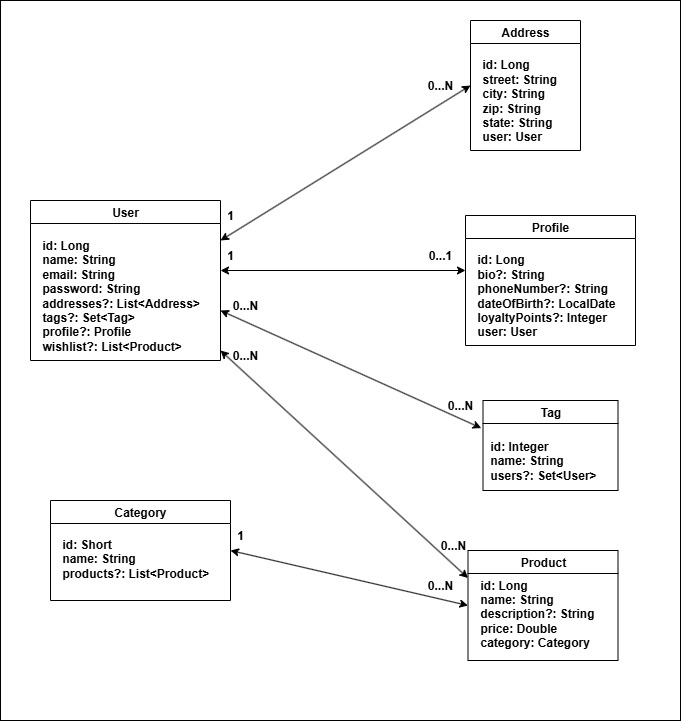 Address
id: Long
street: String
city: String
zip: String
state: String
user: User
0...N
1
User
id: Long
name: String
email: String
password: String
addresses?: List<Address>
tags?: Set<Tag>
profile?: Profile
wishlist?: List<Product>
1
0...1
Profile
id: Long
bio?: String
phoneNumber?: String
dateOfBirth?: LocalDate
loyaltyPoints?: Integer
user: User
0...N
0...N
0...N
Tag
id: Integer
name: String
users?: Set<User>
Category
id: Short
name: String
products?: List<Product>
1
0...N
0...N
Product
id: Long
name: String
description?: String
price: Double
category: Category